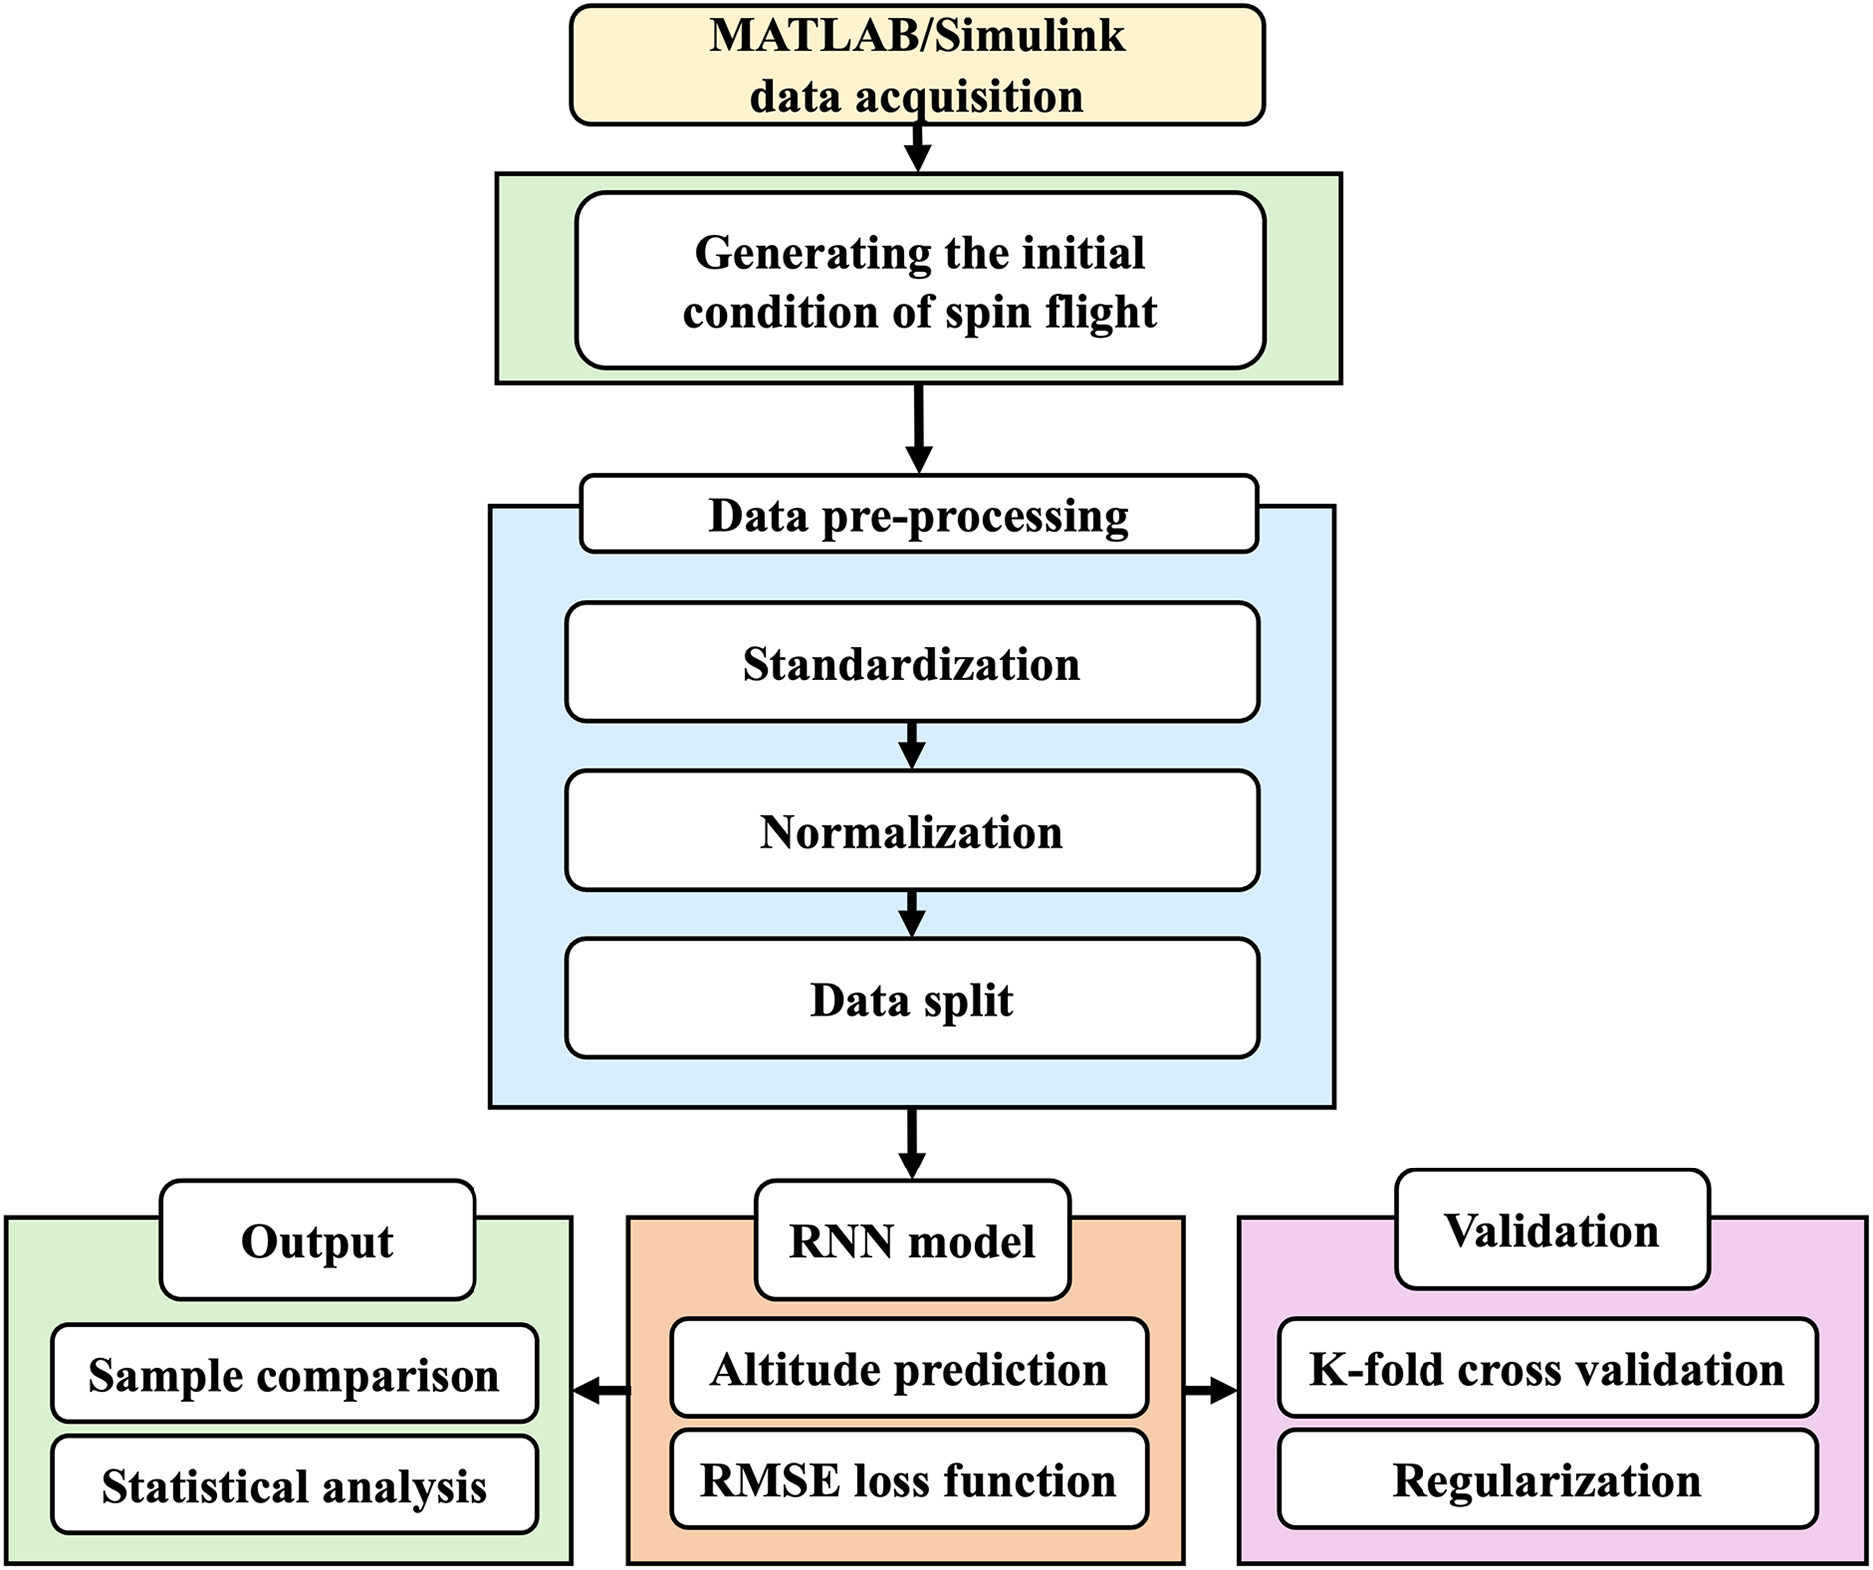 MATLAB/Simulink
data acquisition
Generating the initial
condition of spin flight
Data pre-processing
Standardization
Normalization
Data split
Output
Sample comparison
Statistical analysis
RNN model
Altitude prediction
RMSE loss function
Validation
K-fold cross validation
Regularization